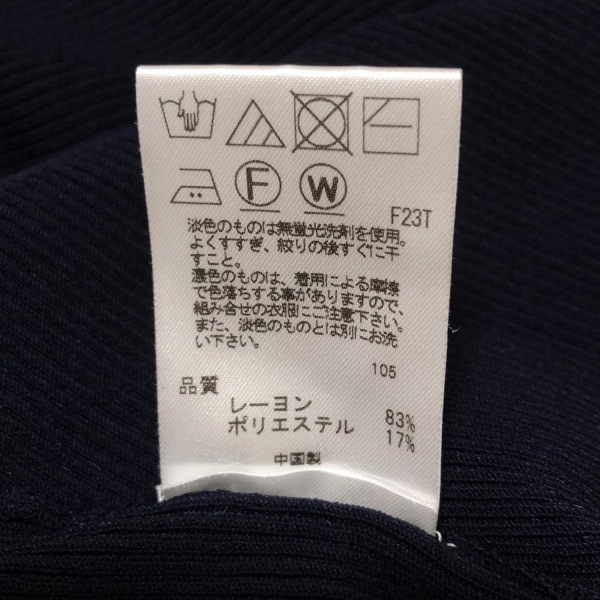 F
W
F23T
淡色のものは無蛍光洗剤を使用。
よくすすぎ、絞りの後すぐに干
すこと。
濃色のものは、着用による摩擦
で色落ちする事がありますので、
組み合せの衣服にご注意下さい。
また、淡色のものとは別にお洗
い下さい。
105
品質
レーヨン 83%
ポリエステル 17%
中国製